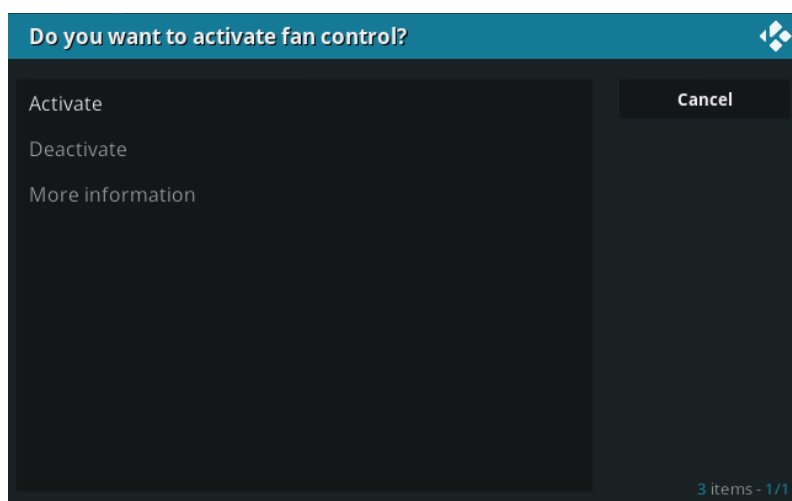 Do you want to activate fan control?
Activate
Cancel
Deactivate
More information
3 items - 1/1